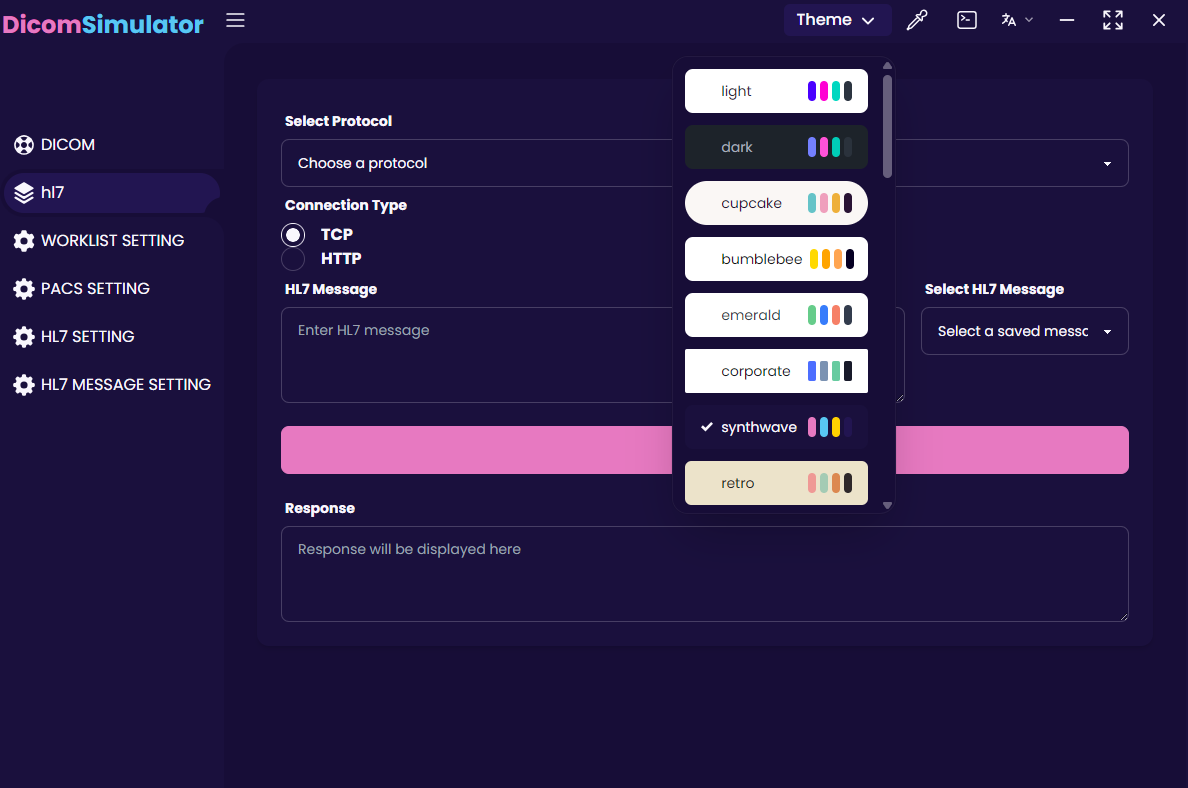 DicomSimulator
Theme
DICOM
hl7
WORKLIST SETTING
PACS SETTING
HL7 SETTING
HL7 MESSAGE SETTING
Select Protocol
Choose a protocol
Connection Type
TCP
HTTP
HL7 Message
Enter HL7 message
Select HL7 Message
Select a saved messa
Response
Response will be displayed here
light
dark
cupcake
bumblebee
emerald
corporate
synthwave
retro